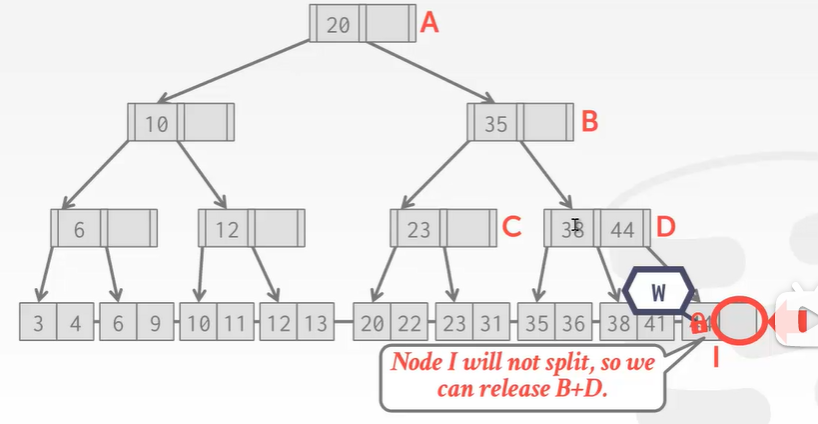 20 A
10 35 B
6 12 23 C 38 44 D
W
3 4 6 9 10 11 12 13 20 22 23 31 35 36 38 41
I
Node I will not split, so we
can release B+D.